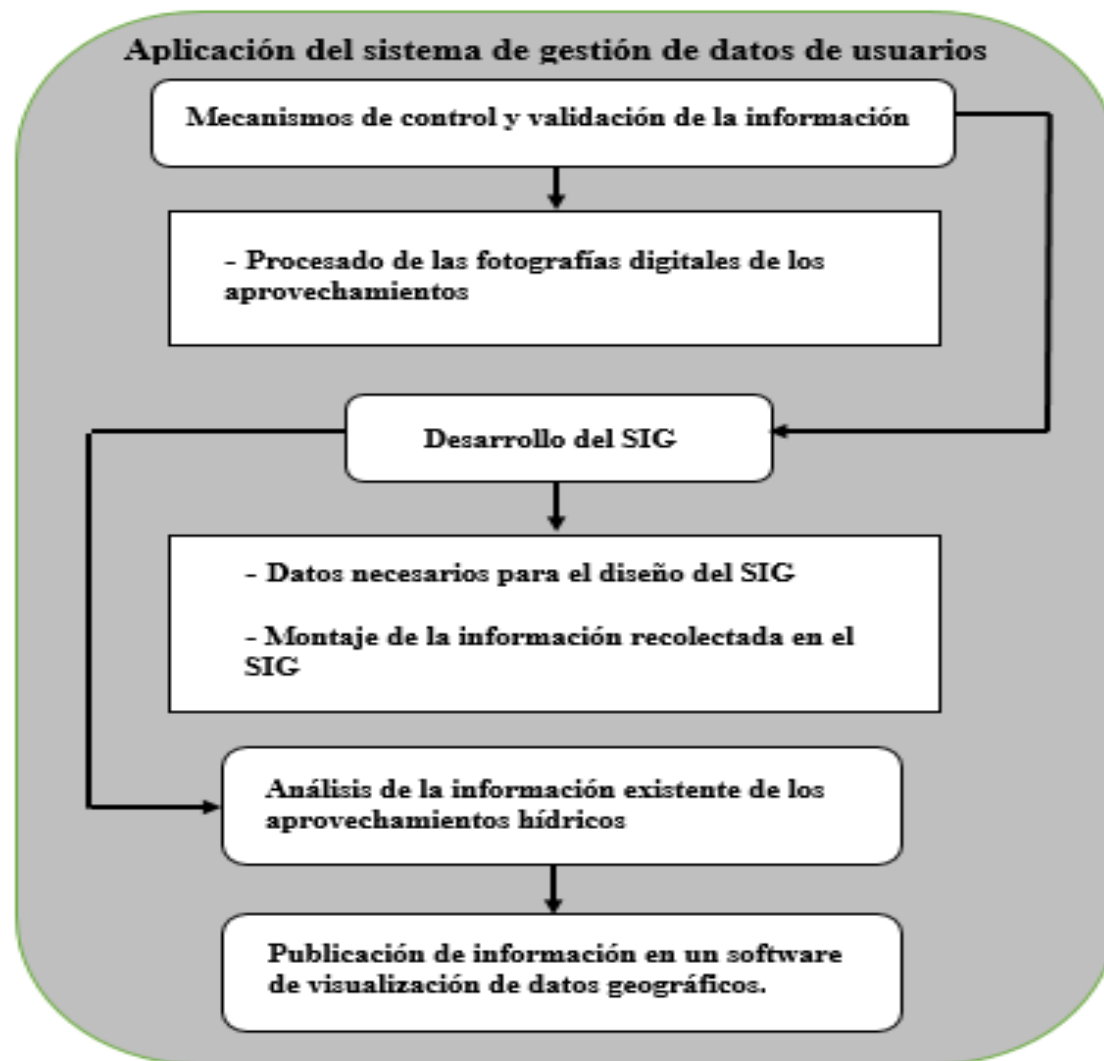 Aplicación del sistema de gestión de datos de usuarios
Mecanismos de control y validación de la información
- Procesado de las fotografías digitales de los
aprovechamientos
Desarrollo del SIG
- Datos necesarios para el diseño del SIG
- Montaje de la información recolectada en el
SIG
Análisis de la información existente de los
aprovechamientos hídricos
Publicación de información en un software
de visualización de datos geográficos.